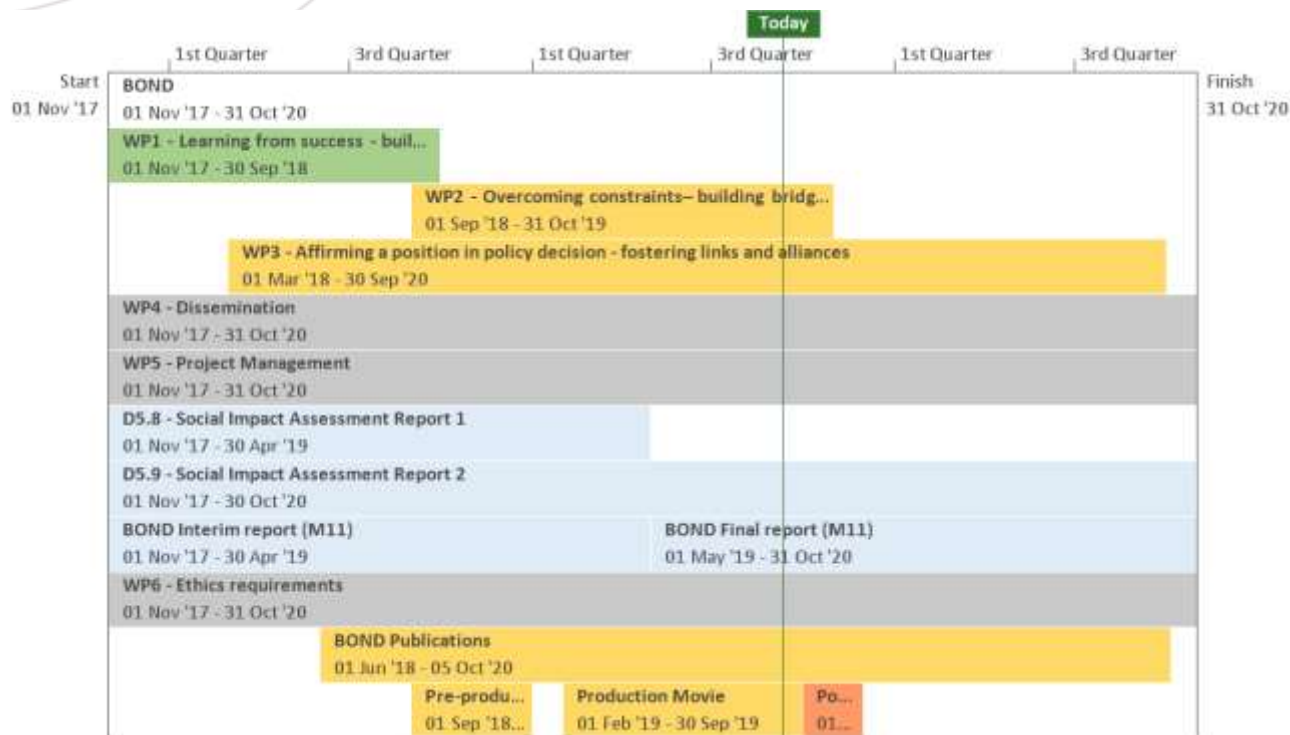 Today
1st Quarter 3rd Quarter 1st Quarter 3rd Quarter 1st Quarter 3rd Quarter
Start
01 Nov '17
Finish
31 Oct '20
BOND
01 Nov '17 - 31 Oct '20
WP1 - Learning from success - buil...
01 Nov '17 - 30 Sep '18
WP2 - Overcoming constraints– building bridg...
01 Sep '18 - 31 Oct '19
WP3 - Affirming a position in policy decision - fostering links and alliances
01 Mar '18 - 30 Sep '20
WP4 - Dissemination
01 Nov '17 - 31 Oct '20
WP5 - Project Management
01 Nov '17 - 31 Oct '20
D5.8 - Social Impact Assessment Report 1
01 Nov '17 - 30 Apr '19
D5.9 - Social Impact Assessment Report 2
01 Nov '17 - 30 Oct '20
BOND Interim report (M11)
01 Nov '17 - 30 Apr '19
BOND Final report (M11)
01 May '19 - 31 Oct '20
WP6 - Ethics requirements
01 Nov '17 - 31 Oct '20
BOND Publications
01 Jun '18 - 05 Oct '20
Pre-produ...
01 Sep '18...
Production Movie
01 Feb '19 - 30 Sep '19
Po...
01...